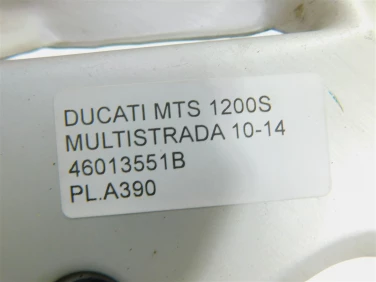 DUCATI MTS 1200S
MULTISTRADA 10-14
46013551B
PL.A390